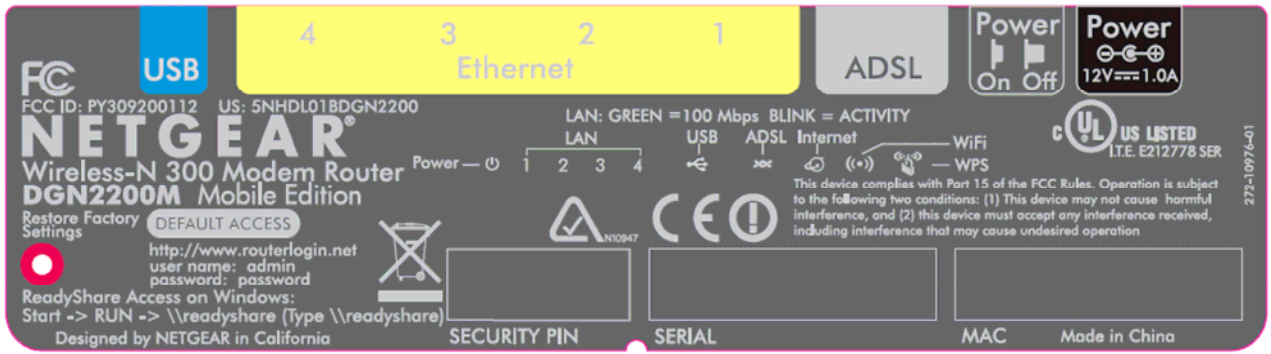 USB
4 3 2 1
Ethernet
ADSL
Power
On Off
Power
12V 1.0A
FC
FCC ID: PY309200112 US: 5NHDL01BDGN2200
NETGEAR®
Wireless-N 300 Modem Router
DGN2200M Mobile Edition
LAN: GREEN =100 Mbps BLINK = ACTIVITY
LAN USB ADSL Internet WiFi
Power 1 2 3 4 WPS
C UL US LISTED
I.T.E. E212778 SER
272-10976-01
This device complies with Part 15 of the FCC Rules. Operation is subject
to the following two conditions: (1) This device may not cause harmful
interference, and (2) this device must accept any interference received,
including interference that may cause undesired operation
Restore Factory
Settings
DEFAULT ACCESS
http://www.routerlogin.net
user name: admin
password: password
ReadyShare Access on Windows:
Start -> RUN -> \\readyshare (Type \\readyshare)
Designed by NETGEAR in California
N10947
CE
SECURITY PIN
SERIAL
MAC
Made in China